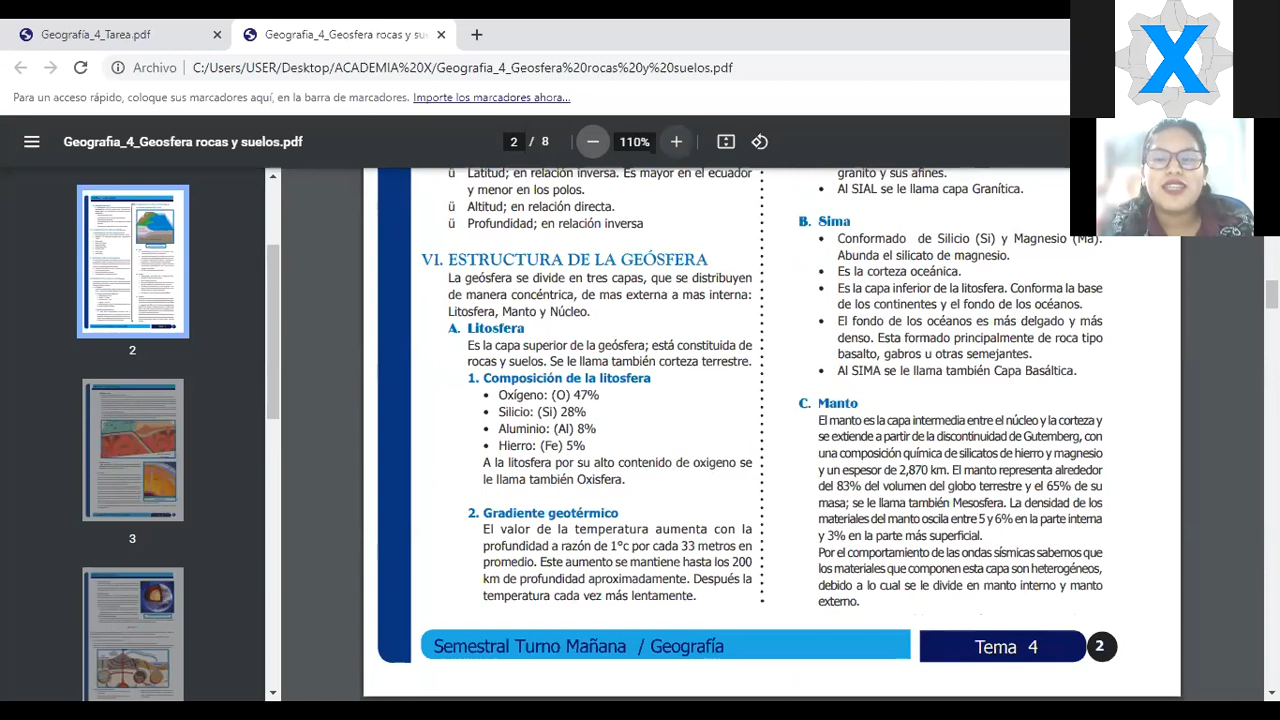 Geografía_4_Tarea.pdf
Geografia_4_Geosfera rocas y su
Archivo
C:/Users/USER/Desktop/ACADEMIA%20X/Geografia_4_Geosfera%20rocas%20y%20suelos.pdf
Para un acceso rápido, coloque sus marcadores aquí, en la barra de marcadores. Importe los marcadores ahora...
Geografia_4_Geosfera rocas y suelos.pdf
2 / 8
110%
X
2
3
ü Latitud; en relación inversa. Es mayor en el ecuador
y menor en los polos.
ü Altitud; en relación directa.
ü Profundidad; en relación inversa
VI. ESTRUCTURA DE LA GEÓSFERA
La geósfera se divide en tres capas, que se distribuyen
de manera concéntrica, de mas externa a mas interna:
Litosfera, Manto y Núcleo.
A. Litosfera
Es la capa superior de la geósfera; está constituida de
rocas y suelos. Se le llama también corteza terrestre.
1. Composición de la litosfera
• Oxígeno: (O) 47%
• Silicio: (Si) 28%
• Aluminio: (Al) 8%
• Hierro: (Fe) 5%
A la litosfera por su alto contenido de oxigeno se
le llama también Oxisfera.
2. Gradiente geotérmico
El valor de la temperatura aumenta con la
profundidad a razón de 1°c por cada 33 metros en
promedio. Este aumento se mantiene hasta los 200
km de profundidad aproximadamente. Después la
temperatura cada vez más lentamente.
granito y sus afines.
• Al SIAL se le llama capa Granítica.
B. Sima
• Conformado de Silicio (Si) y Magnesio (Ma).
Abunda el silicato de magnesio.
• Es la corteza oceánica.
• Es la capa inferior de la litosfera. Conforma la base
de los continentes y el fondo de los océanos.
• El fondo de los océanos es más delgado y más
denso. Esta formado principalmente de roca tipo
basalto, gabros u otras semejantes.
• Al SIMA se le llama también Capa Basáltica.
C. Manto
El manto es la capa intermedia entre el núcleo y la corteza y
se extiende a partir de la discontinuidad de Gutemberg, con
una composición química de silicatos de hierro y magnesio
y un espesor de 2,870 km. El manto representa alrededor
del 83% del volumen del globo terrestre y el 65% de su
masa; se le llama también Mesosfera. La densidad de los
materiales del manto oscila entre 5 y 6% en la parte interna
y 3% en la parte más superficial.
Por el comportamiento de las ondas sísmicas sabemos que
los materiales que componen esta capa son heterogéneos,
debido a lo cual se le divide en manto interno y manto
externo.
Semestral Turno Mañana / Geografía
Tema 4
2